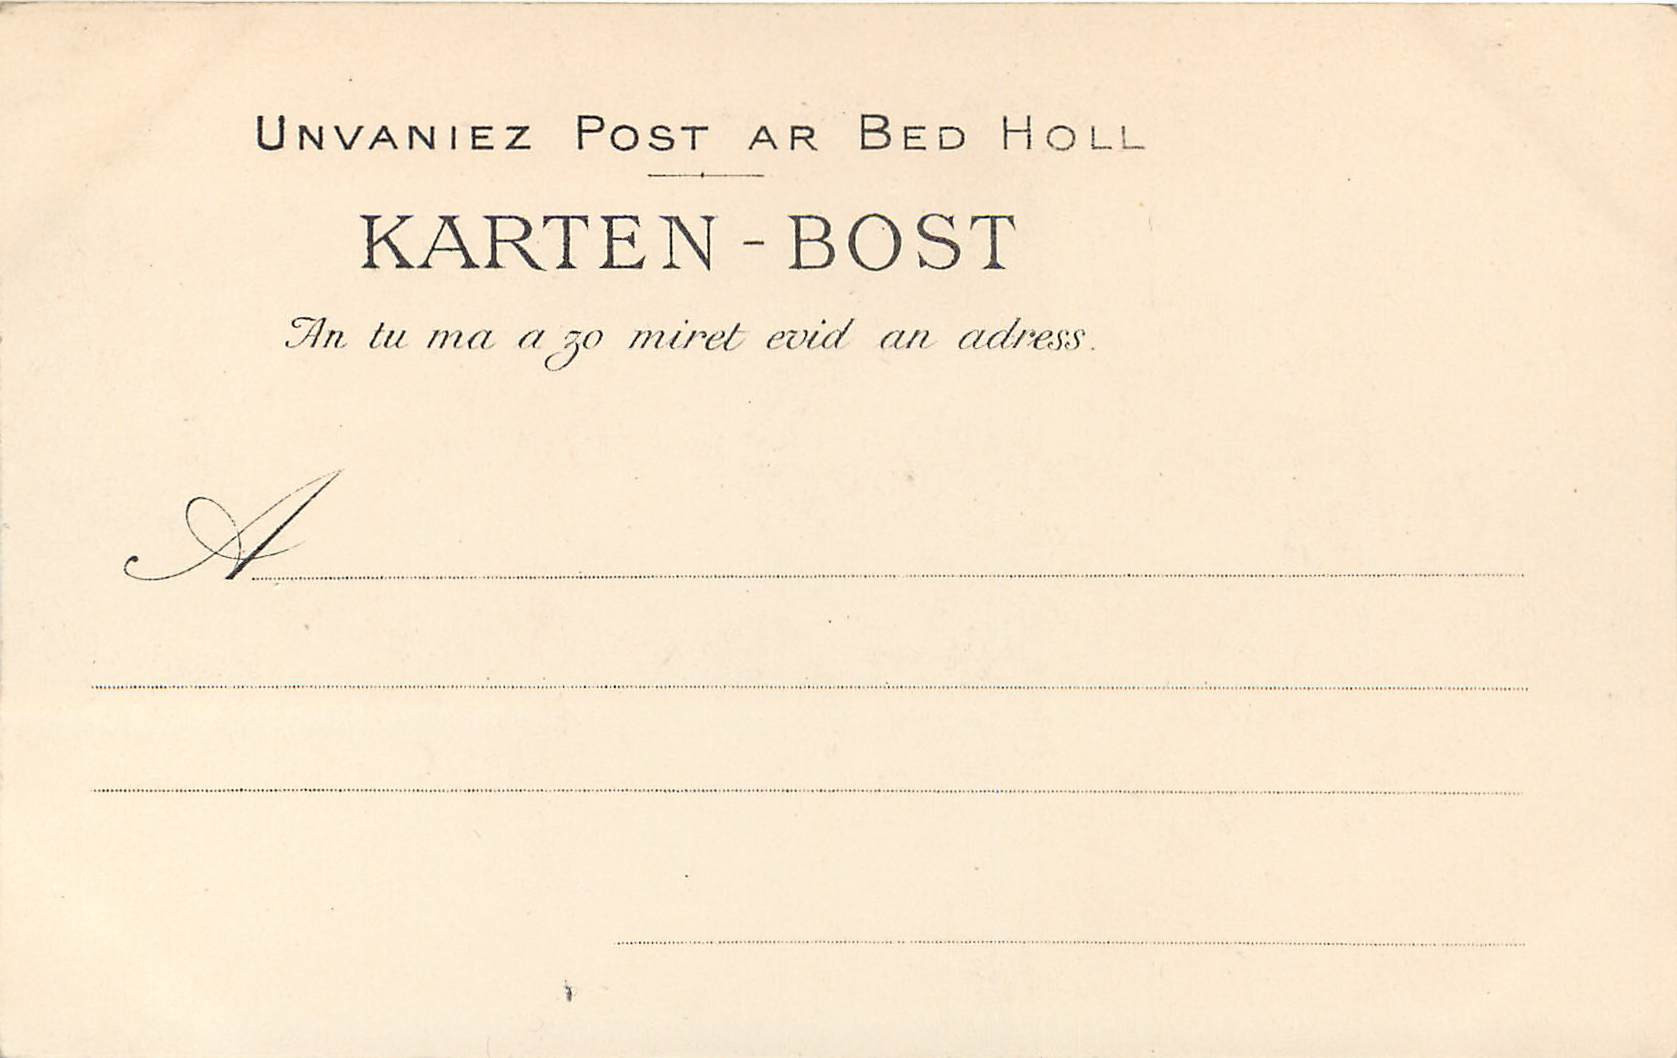 UNVANIEZ POST AR BED HOLL
KARTEN-BOST
An tu ma a zo miret evid an adress.
A